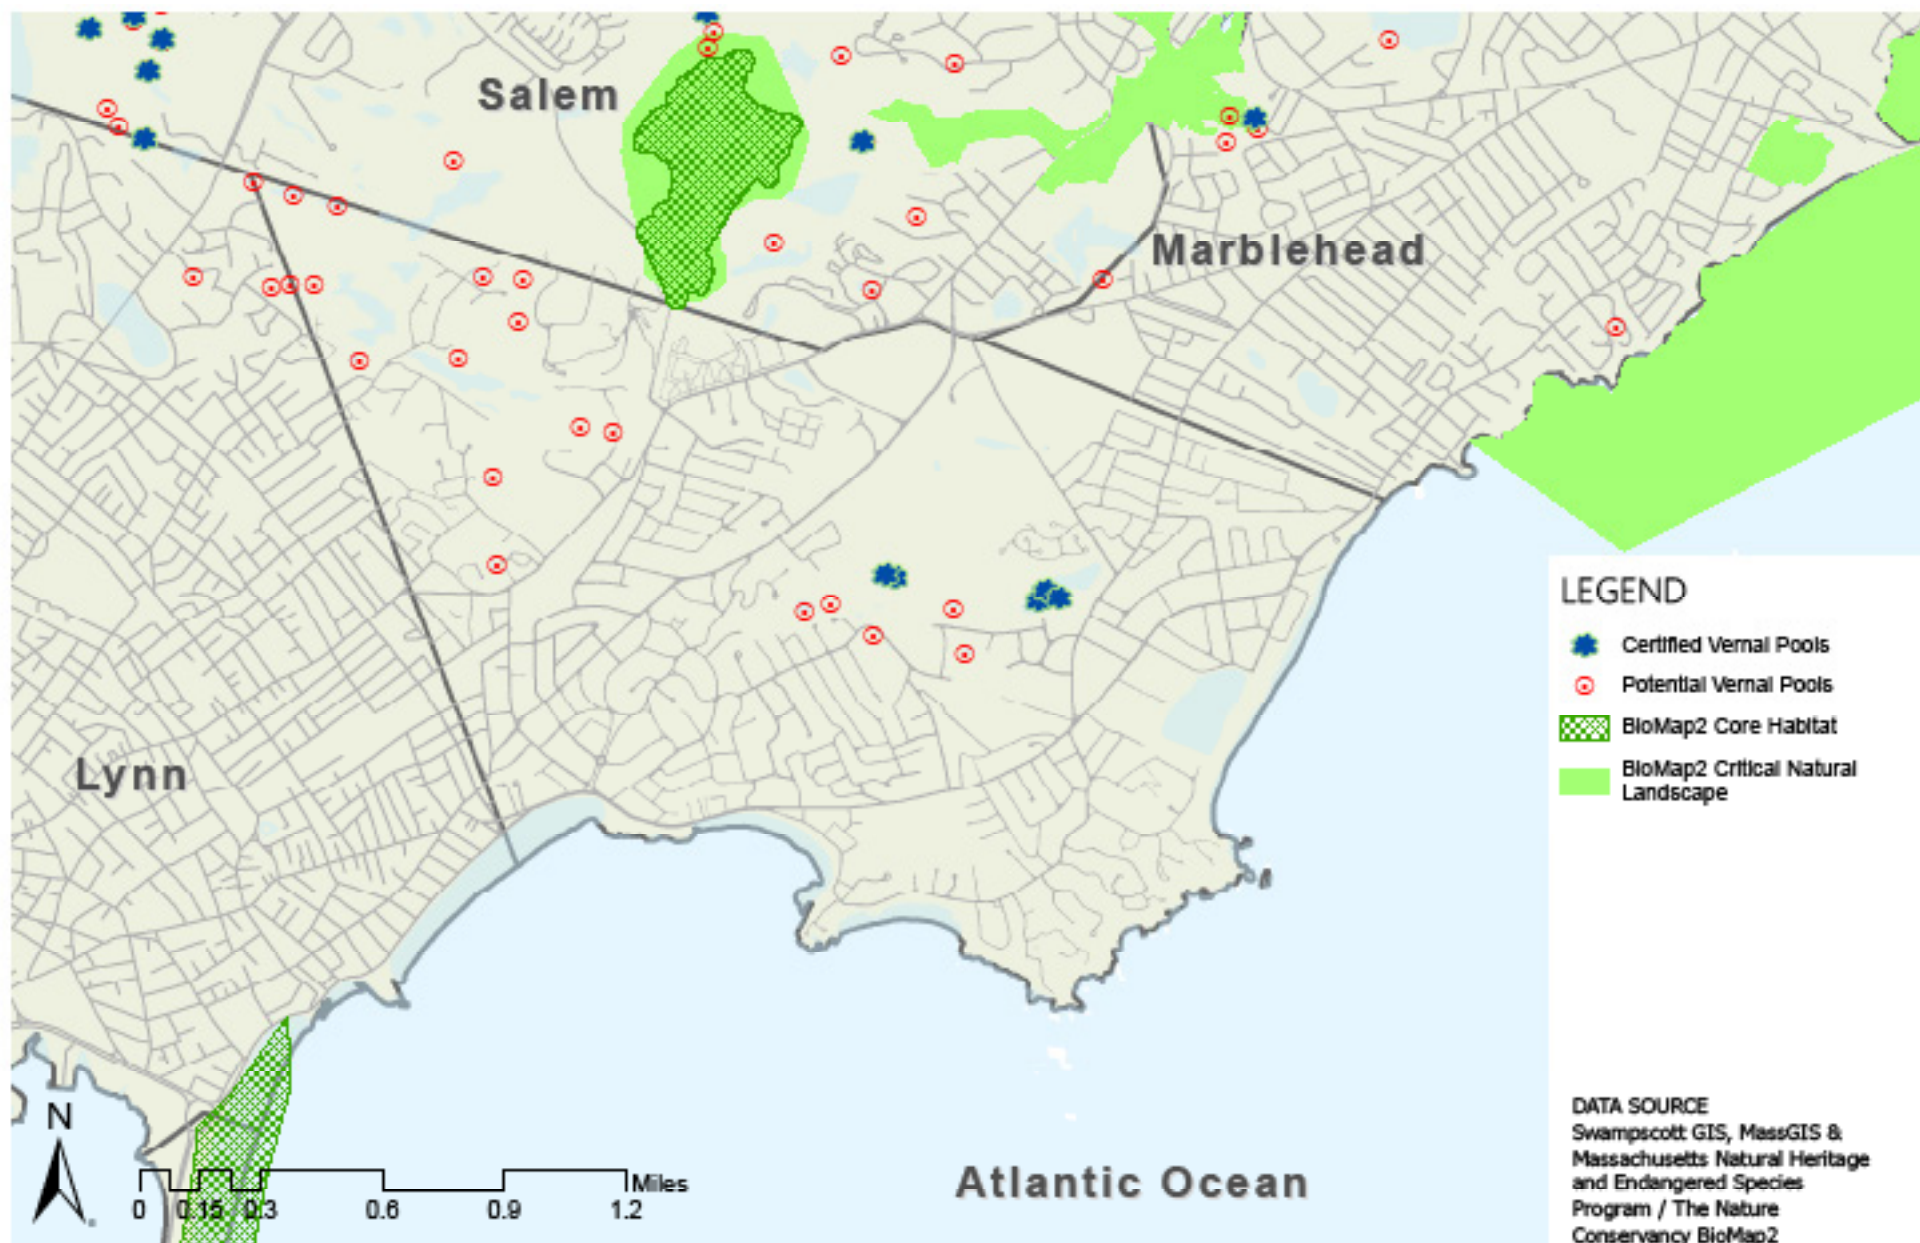 Salem
Marblehead
Lynn
Atlantic Ocean
N
Miles
0 0.15 0.3 0.6 0.9 1.2
LEGEND
Certified Vernal Pools
Potential Vernal Pools
BioMap2 Core Habitat
BioMap2 Critical Natural
Landscape
DATA SOURCE
Swampscott GIS, MassGIS &
Massachusetts Natural Heritage
and Endangered Species
Program / The Nature
Conservancy BioMap2